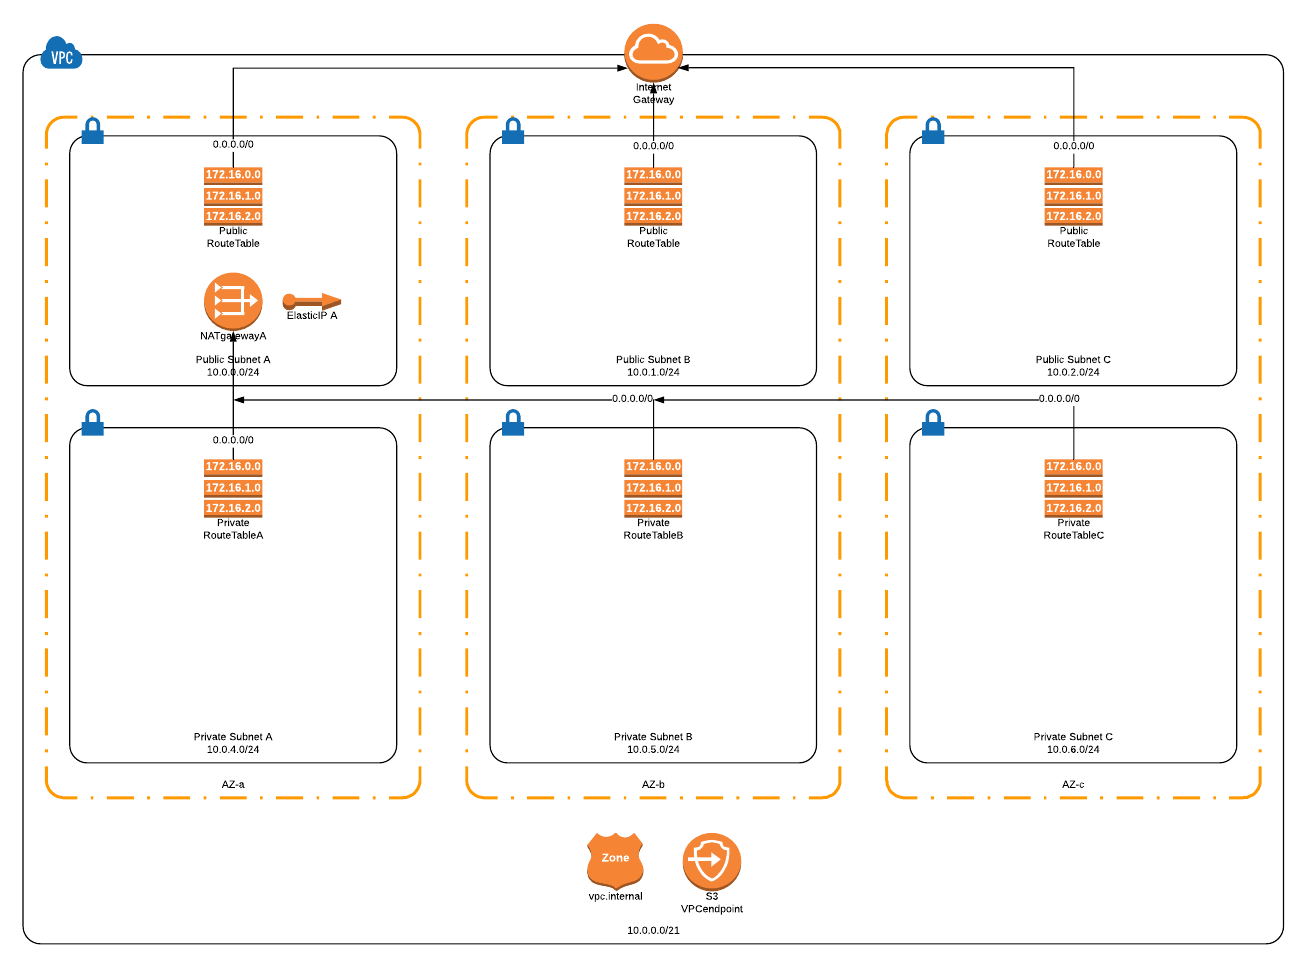 VPC
Internet
Gateway
0.0.0.0/0
172.16.0.0
172.16.1.0
172.16.2.0
Public
RouteTable
NATgatewayA
ElasticIP A
Public Subnet A
10.0.0.0/24
0.0.0.0/0
172.16.0.0
172.16.1.0
172.16.2.0
Public
RouteTable
Public Subnet B
10.0.1.0/24
0.0.0.0/0
172.16.0.0
172.16.1.0
172.16.2.0
Public
RouteTable
Public Subnet C
10.0.2.0/24
0.0.0.0/0
172.16.0.0
172.16.1.0
172.16.2.0
Private
RouteTableA
Private Subnet A
10.0.4.0/24
AZ-a
0.0.0.0/0
172.16.0.0
172.16.1.0
172.16.2.0
Private
RouteTableB
Private Subnet B
10.0.5.0/24
AZ-b
0.0.0.0/0
172.16.0.0
172.16.1.0
172.16.2.0
Private
RouteTableC
Private Subnet C
10.0.6.0/24
AZ-c
Zone
vpc.internal
S3
VPCendpoint
10.0.0.0/21